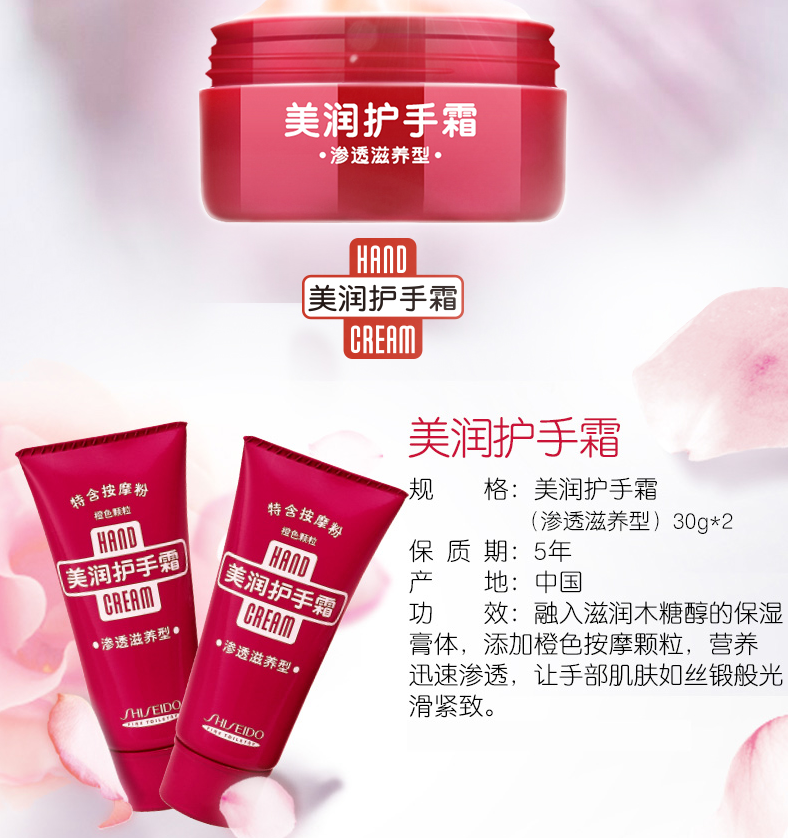 美润护手霜
·渗透滋养型·
HAND
美润护手霜
CREAM
美润护手霜
规 格：美润护手霜
（渗透滋养型）30g*2
保质期：5年
产 地：中国
功 效：融入滋润木糖醇的保湿
膏体，添加橙色按摩颗粒，营养
迅速渗透，让手部肌肤如丝锻般光
滑紧致。
特含按摩粉
橙色颗粒
HAND
美润护手霜
CREAM
·渗透滋养型·
SHISEIDO
FINE TOILETRY
特含按摩粉
橙色颗粒
HAND
美润护手霜
CREAM
·渗透滋养型·
SHISEIDO
FINE TOILETRY